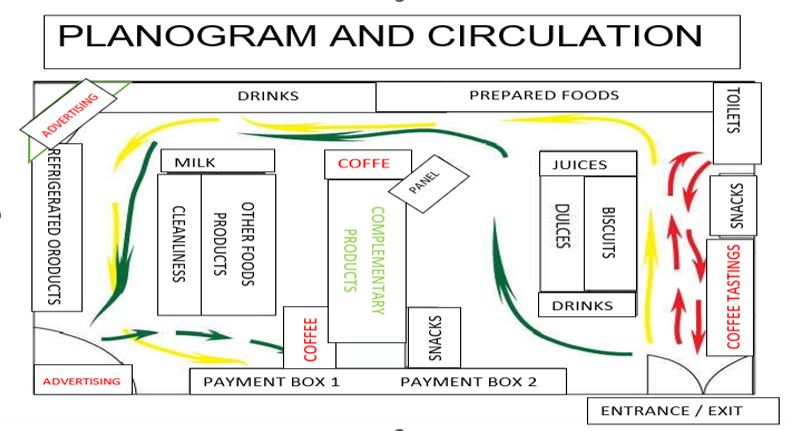 PLANOGRAM AND CIRCULATION
ADVERTISING
DRINKS
PREPARED FOODS
TOILETS
REFRIGERATED ORODUCTS
MILK
CLEANLINESS
OTHER FOODS
PRODUCTS
COFFE
PANEL
COMPLEMENTARY
PRODUCTS
JUICES
DULCES
BISCUITS
DRINKS
SNACKS
COFFEE TASTINGS
COFFEE
SNACKS
ADVERTISING
PAYMENT BOX 1
PAYMENT BOX 2
ENTRANCE / EXIT